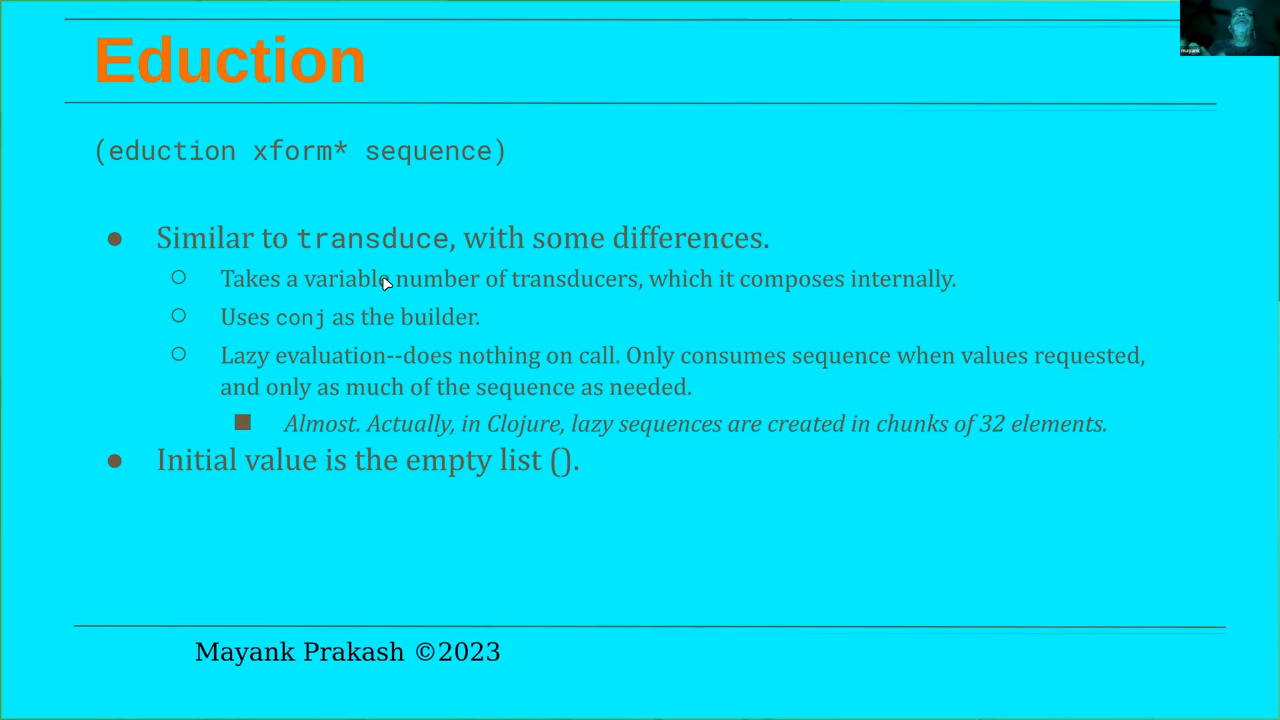 Eduction
mayank
(eduction xform* sequence)
● Similar to transduce, with some differences.
○ Takes a variable number of transducers, which it composes internally.
○ Uses conj as the builder.
○ Lazy evaluation--does nothing on call. Only consumes sequence when values requested,
and only as much of the sequence as needed.
■ Almost. Actually, in Clojure, lazy sequences are created in chunks of 32 elements.
● Initial value is the empty list ().
Mayank Prakash ©2023